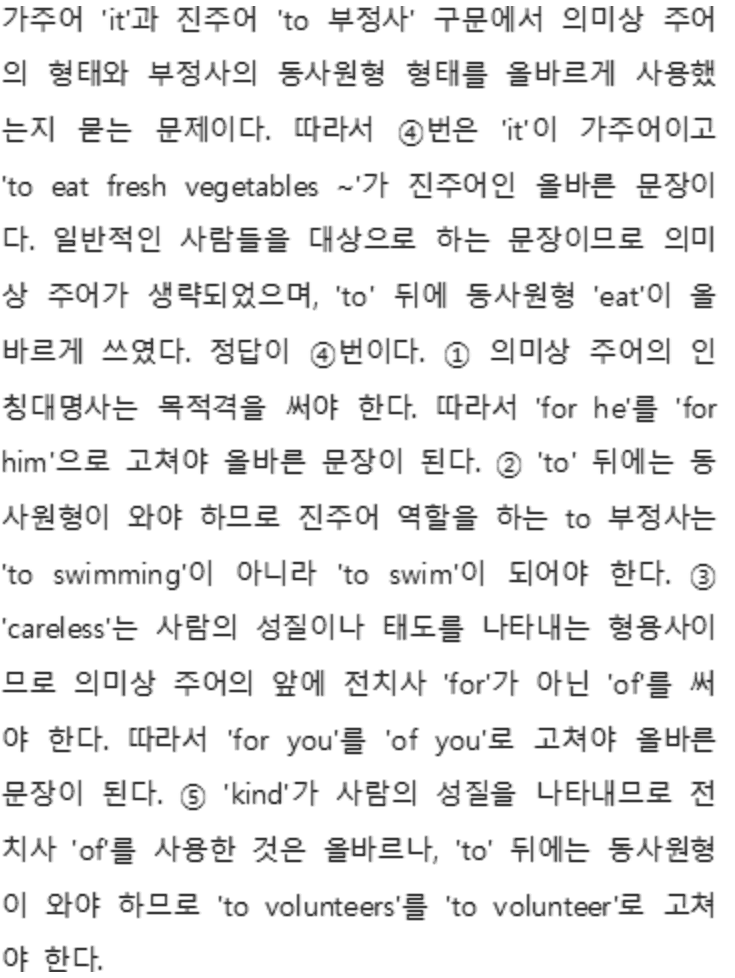 가주어 'it'과 진주어 'to 부정사' 구문에서 의미상 주어
의 형태와 부정사의 동사원형 형태를 올바르게 사용했
는지 묻는 문제이다. 따라서 ④번은 'it'이 가주어이고
'to eat fresh vegetables ~'가 진주어인 올바른 문장이
다. 일반적인 사람들을 대상으로 하는 문장이므로 의미
상 주어가 생략되었으며, 'to' 뒤에 동사원형 'eat'이 올
바르게 쓰였다. 정답이 ④번이다. ① 의미상 주어의 인
칭대명사는 목적격을 써야 한다. 따라서 'for he'를 'for
him'으로 고쳐야 올바른 문장이 된다. ② 'to' 뒤에는 동
사원형이 와야 하므로 진주어 역할을 하는 to 부정사는
'to swimming'이 아니라 'to swim'이 되어야 한다. ③
'careless'는 사람의 성질이나 태도를 나타내는 형용사이
므로 의미상 주어의 앞에 전치사 'for'가 아닌 'of'를 써
야 한다. 따라서 'for you'를 'of you'로 고쳐야 올바른
문장이 된다. ⑤ 'kind'가 사람의 성질을 나타내므로 전
치사 'of'를 사용한 것은 올바르나, 'to' 뒤에는 동사원형
이 와야 하므로 'to volunteers'를 'to volunteer'로 고쳐
야 한다.